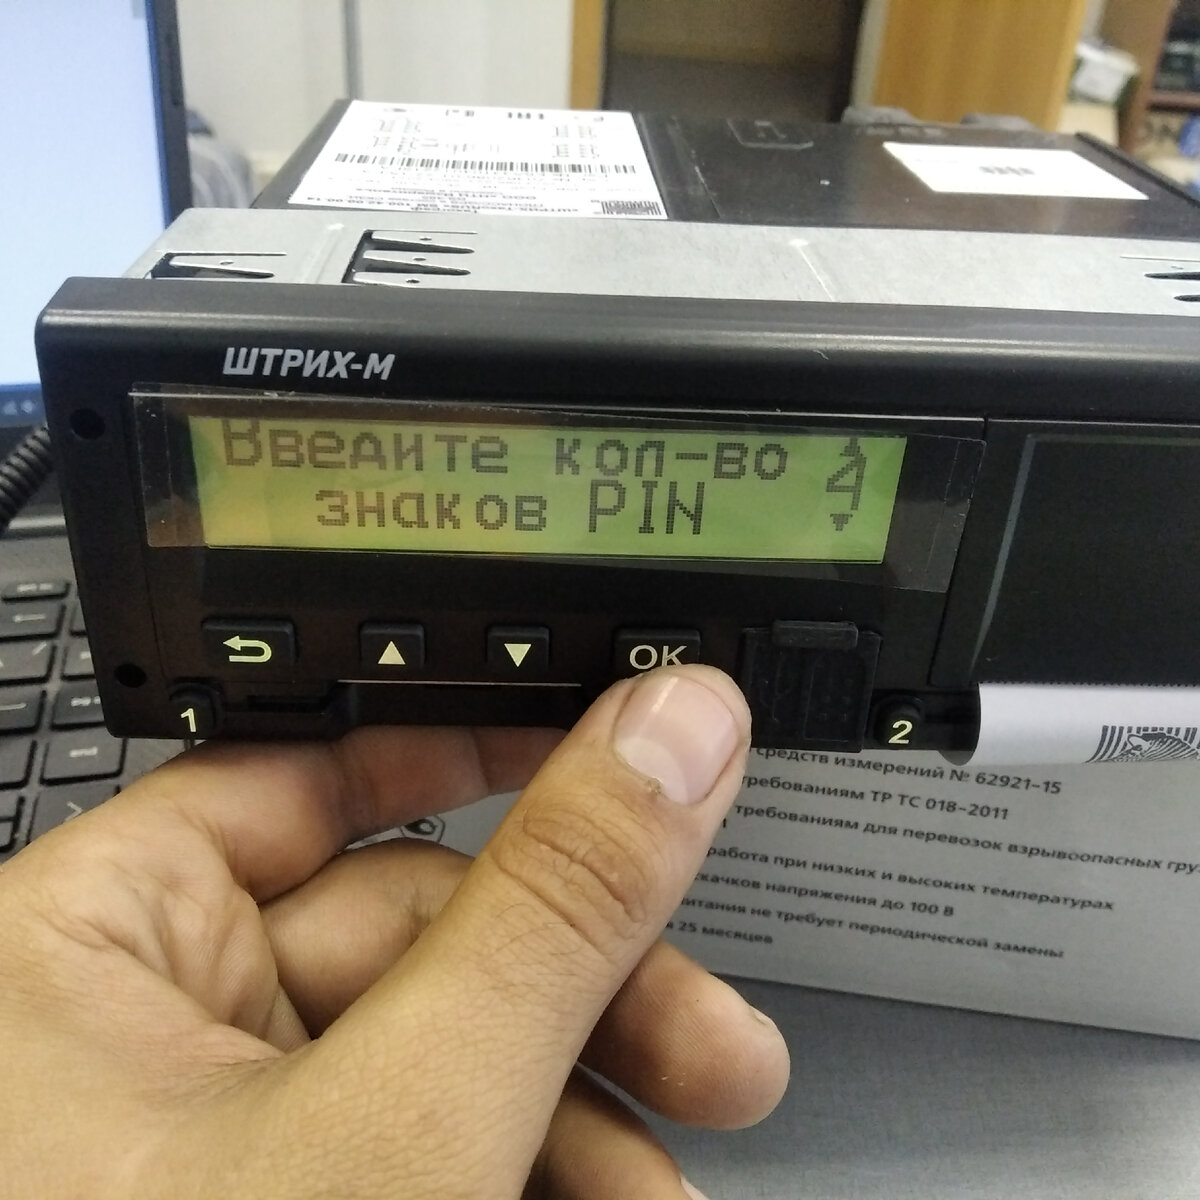 ШТРИХ-М
Введите кол-во 4
знаков PIN
OK
1
2
средств измерений № 62921-15
требованиям ТР ТС 018-2011
требованиям для перевозок взрывоопасных
работа при низких и высоких температурах
скачков напряжения до 100 В
питания не требует периодической замены
25 месяцев